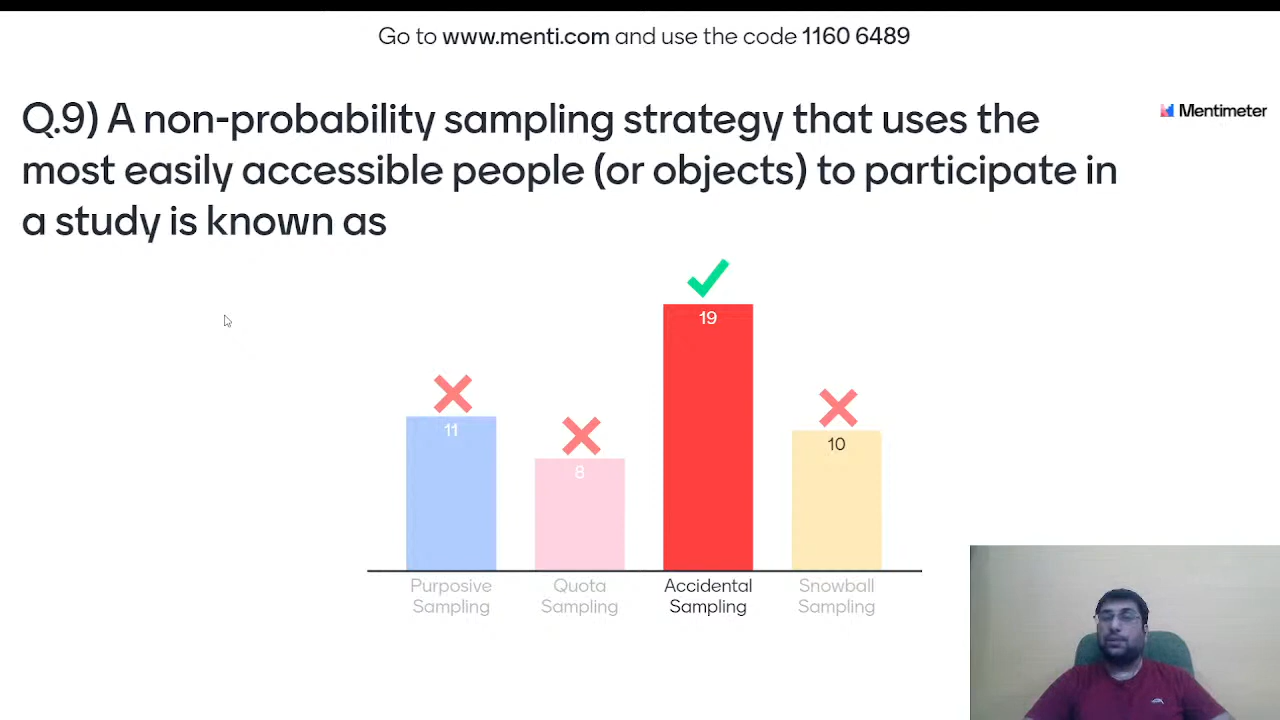 Go to www.menti.com and use the code 1160 6489
Mentimeter
Q.9) A non-probability sampling strategy that uses the
most easily accessible people (or objects) to participate in
a study is known as
19
11
10
8
Purposive
Sampling
Quota
Sampling
Accidental
Sampling
Snowball
Sampling